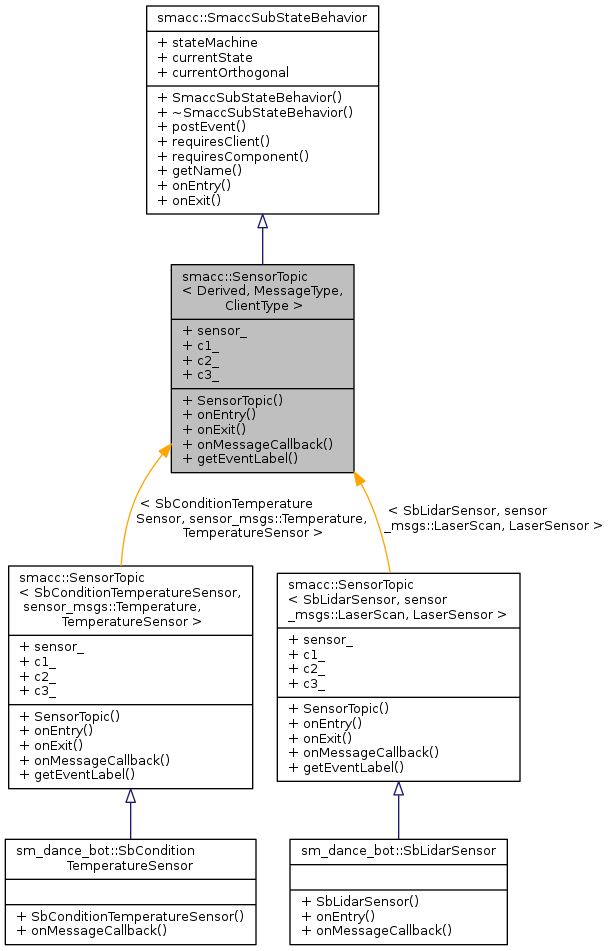 smacc::SmaccSubStateBehavior
+ stateMachine
+ currentState
+ currentOrthogonal
+ SmaccSubStateBehavior()
+ ~SmaccSubStateBehavior()
+ postEvent()
+ requiresClient()
+ requiresComponent()
+ getName()
+ onEntry()
+ onExit()
smacc::SensorTopic
< Derived, MessageType,
ClientType >
+ sensor_
+ c1_
+ c2_
+ c3_
+ SensorTopic()
+ onEntry()
+ onExit()
+ onMessageCallback()
+ getEventLabel()
< SbConditionTemperature
Sensor, sensor_msgs::Temperature,
TemperatureSensor >
< SbLidarSensor, sensor
_msgs::LaserScan, LaserSensor >
smacc::SensorTopic
< SbConditionTemperatureSensor,
sensor_msgs::Temperature,
TemperatureSensor >
+ sensor_
+ c1_
+ c2_
+ c3_
+ SensorTopic()
+ onEntry()
+ onExit()
+ onMessageCallback()
+ getEventLabel()
smacc::SensorTopic
< SbLidarSensor, sensor
_msgs::LaserScan, LaserSensor >
+ sensor_
+ c1_
+ c2_
+ c3_
+ SensorTopic()
+ onEntry()
+ onExit()
+ onMessageCallback()
+ getEventLabel()
sm_dance_bot::SbCondition
TemperatureSensor
+ SbConditionTemperatureSensor()
+ onMessageCallback()
sm_dance_bot::SbLidarSensor
+ SbLidarSensor()
+ onEntry()
+ onMessageCallback()